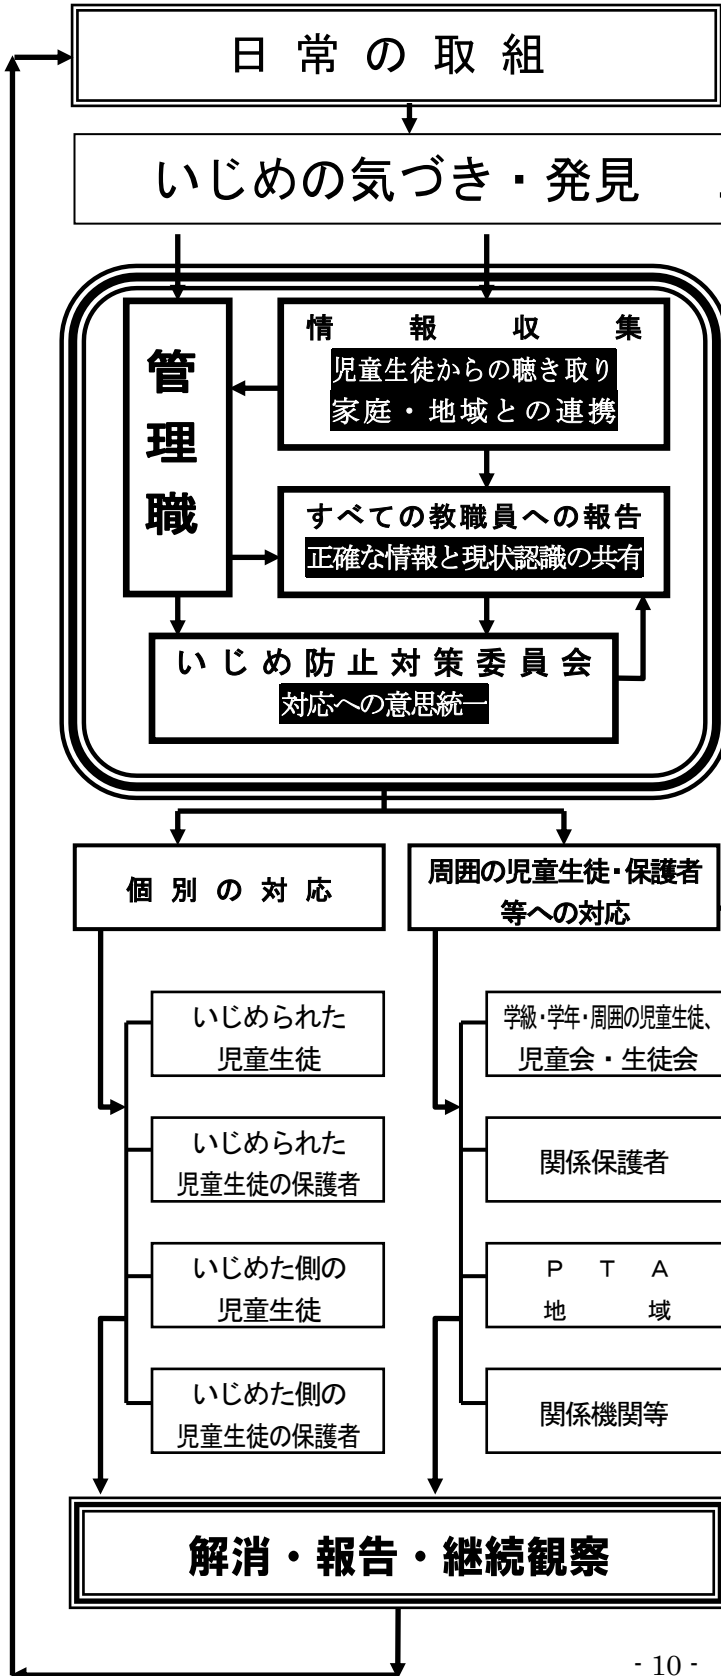 日常の取組
いじめの気づき・発見
管理職
情報収集
児童生徒からの聴き取り
家庭・地域との連携
すべての教職員への報告
正確な情報と現状認識の共有
いじめ防止対策委員会
対応への意思統一
個別の対応
周囲の児童生徒・保護者
等への対応
いじめられた
児童生徒
いじめられた
児童生徒の保護者
いじめた側の
児童生徒
いじめた側の
児童生徒の保護者
学級・学年・周囲の児童生徒、
児童会・生徒会
関係保護者
ＰＴＡ
地域
関係機関等
解消・報告・継続観察
- 10 -